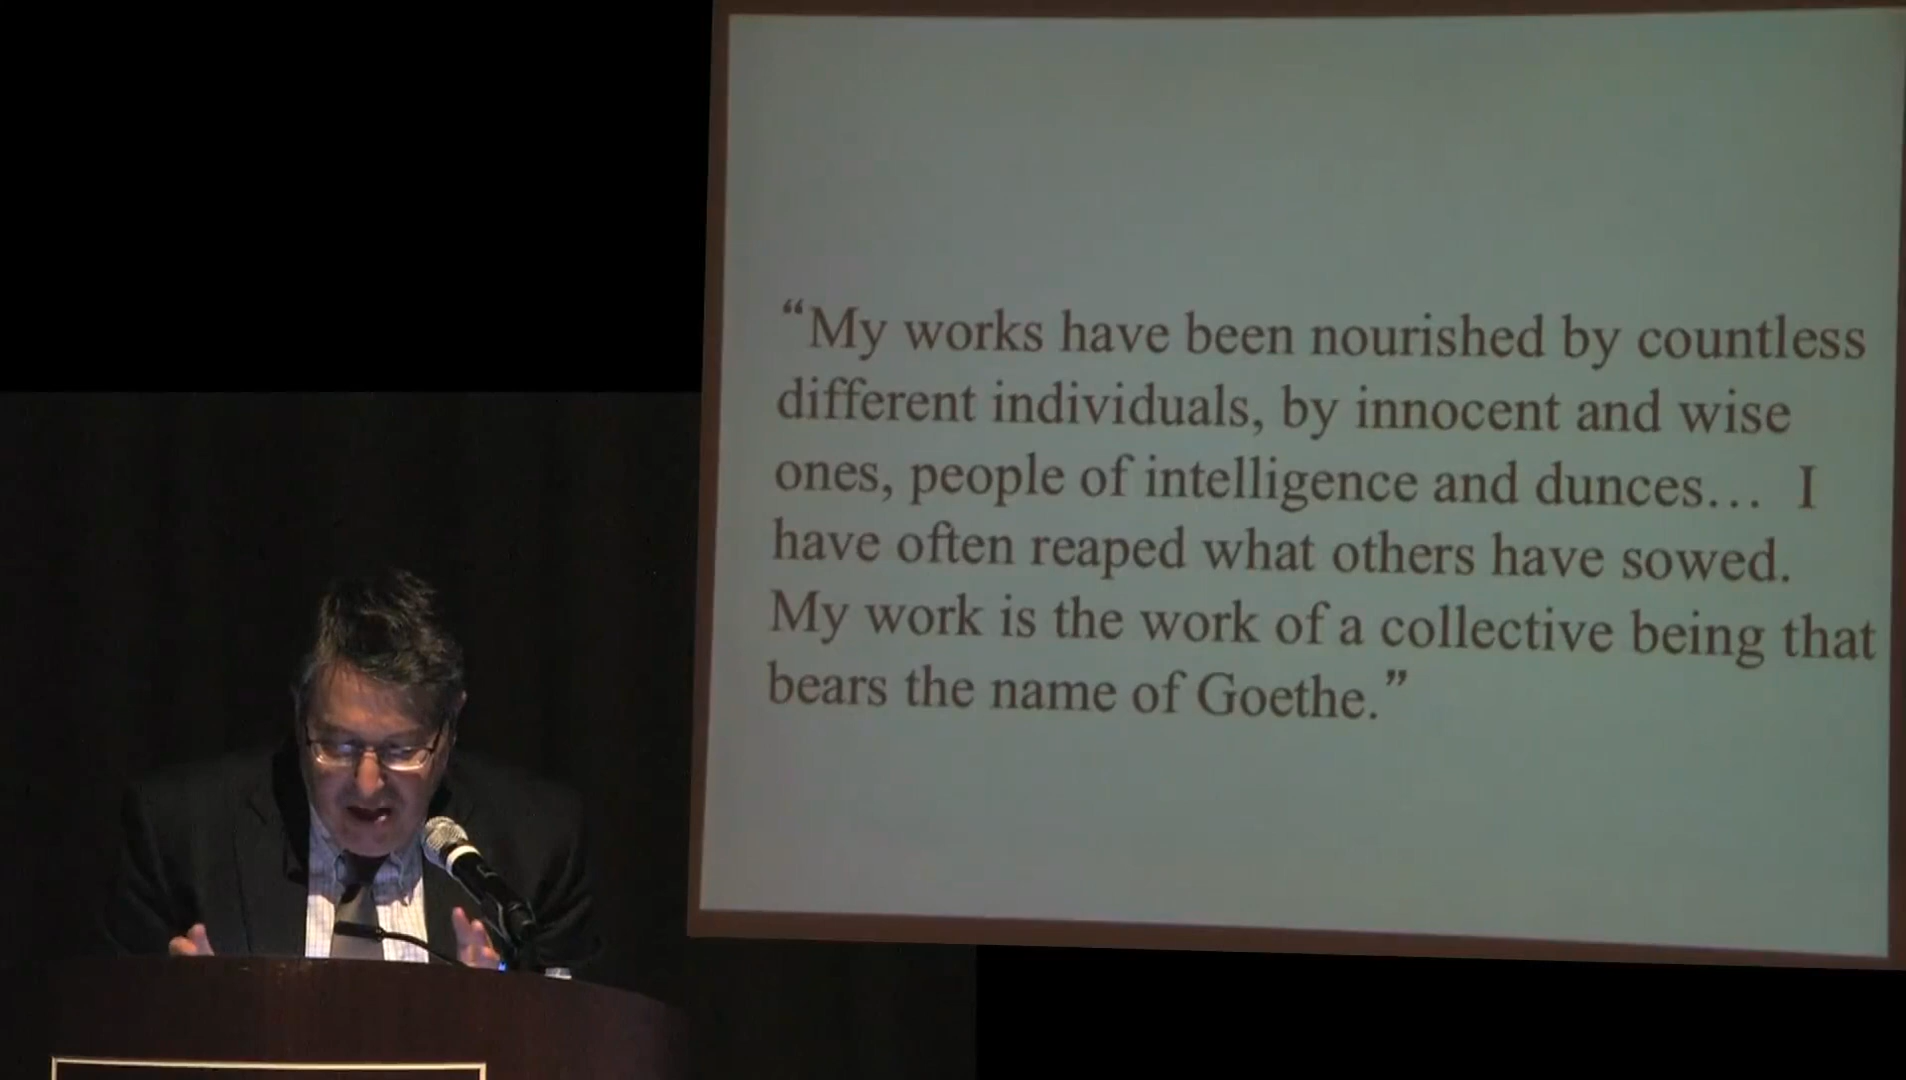 “My works have been nourished by countless
different individuals, by innocent and wise
ones, people of intelligence and dunces…  I
have often reaped what others have sowed.
My work is the work of a collective being that
bears the name of Goethe.”